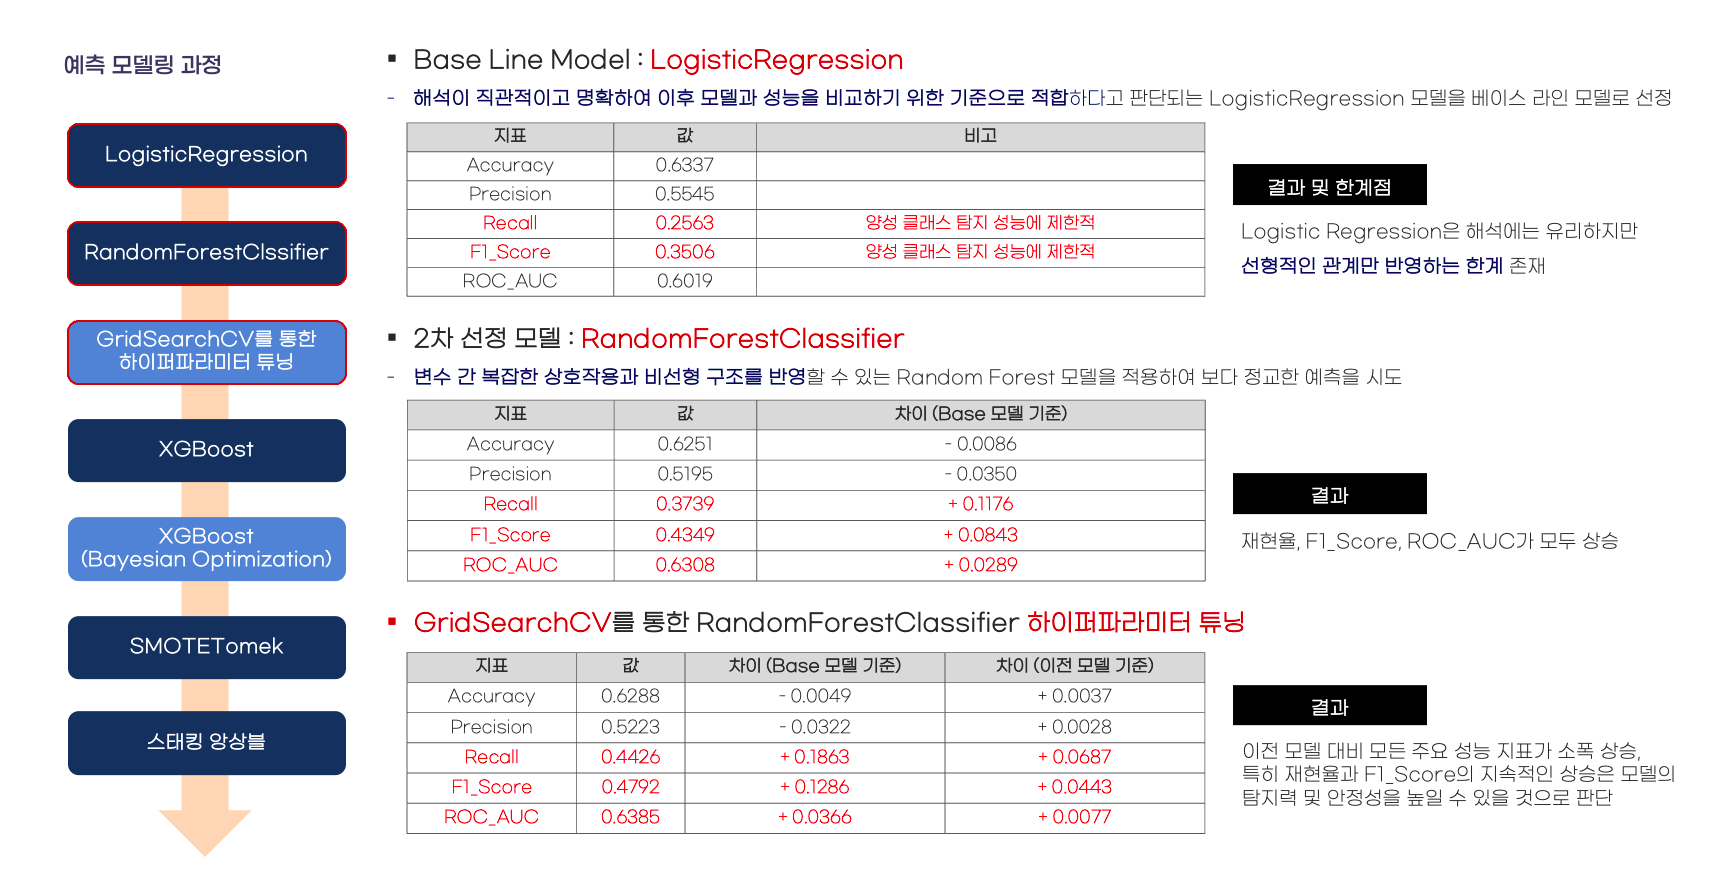 예측 모델링 과정
LogisticRegression
RandomForestClssifier
GridSearchCV를 통한
하이퍼파라미터 튜닝
XGBoost
XGBoost
(Bayesian Optimization)
SMOTETomek
스태킹 앙상블
▪ Base Line Model : LogisticRegression
- 해석이 직관적이고 명확하여 이후 모델과 성능을 비교하기 위한 기준으로 적합하다고 판단되는 LogisticRegression 모델을 베이스 라인 모델로 선정
지표 값 비고
Accuracy 0.6337
Precision 0.5545
Recall 0.2563 양성 클래스 탐지 성능에 제한적
F1_Score 0.3506 양성 클래스 탐지 성능에 제한적
ROC_AUC 0.6019
결과 및 한계점
Logistic Regression은 해석에는 유리하지만
선형적인 관계만 반영하는 한계 존재
▪ 2차 선정 모델 : RandomForestClassifier
- 변수 간 복잡한 상호작용과 비선형 구조를 반영할 수 있는 Random Forest 모델을 적용하여 보다 정교한 예측을 시도
지표 값 차이 (Base 모델 기준)
Accuracy 0.6251 - 0.0086
Precision 0.5195 - 0.0350
Recall 0.3739 + 0.1176
F1_Score 0.4349 + 0.0843
ROC_AUC 0.6308 + 0.0289
결과
재현율, F1_Score, ROC_AUC가 모두 상승
▪ GridSearchCV를 통한 RandomForestClassifier 하이퍼파라미터 튜닝
지표 값 차이 (Base 모델 기준) 차이 (이전 모델 기준)
Accuracy 0.6288 - 0.0049 + 0.0037
Precision 0.5223 - 0.0322 + 0.0028
Recall 0.4426 + 0.1863 + 0.0687
F1_Score 0.4792 + 0.1286 + 0.0443
ROC_AUC 0.6385 + 0.0366 + 0.0077
결과
이전 모델 대비 모든 주요 성능 지표가 소폭 상승,
특히 재현율과 F1_Score의 지속적인 상승은 모델의
탐지력 및 안정성을 높일 수 있을 것으로 판단